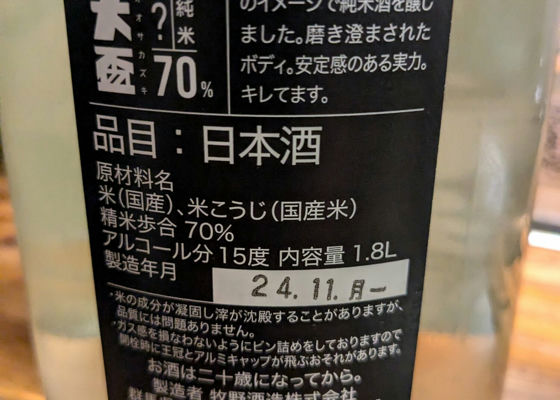 大盃
オオサカズキ
?
純米
70%
のイメージで純米酒を醸し
ました。磨き澄まされた
ボディ。安定感のある実力。
キレてます。
品目:日本酒
原材料名
米(国産)、米こうじ(国産米)
精米歩合 70%
アルコール分15度 内容量 1.8L
製造年月
24.11.月一
・米の成分が凝固し滓が沈殿することがありますが、
品質には問題ありません。
・ガス感を損なわないようにビン詰めをしておりますので
開栓時に王冠とアルミキャップが飛ぶおそれがあります。
お酒は二十歳になってから。
製造者 牧野酒造株式会社
群馬